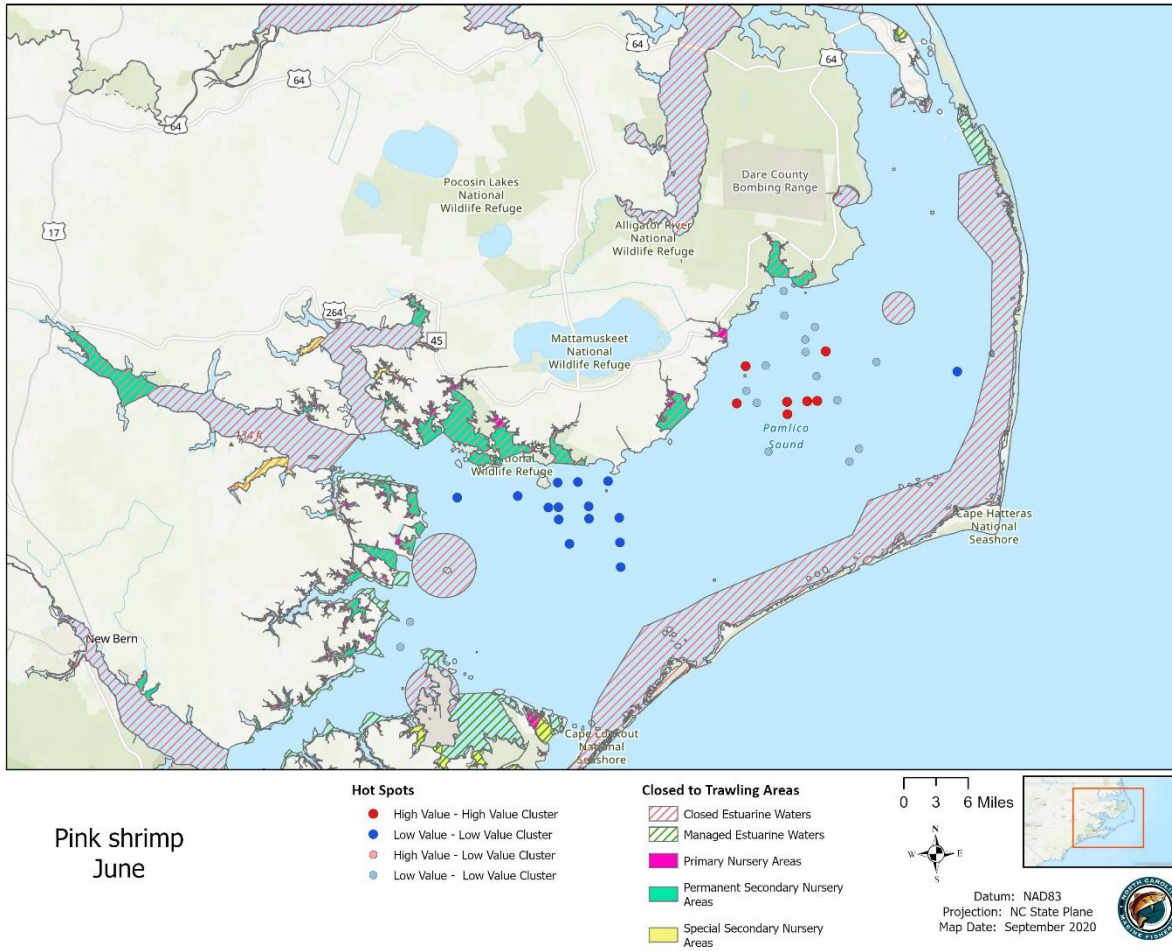 64
64
64
64
Pocosin Lakes
National
Wildlife Refuge
Dare County
Bombing Range
17
Alligator River
National
Wildlife Refuge
264
45
Mattamuskeet
National
Wildlife Refuge
Pamlico
Sound
National
Wildlife Refuge
Cape Hatteras
National
Seashore
New Bern
Cape Lookout
National
Seashore
Pink shrimp
June
Hot Spots
High Value - High Value Cluster
Low Value - Low Value Cluster
High Value - Low Value Cluster
Low Value - Low Value Cluster
Closed to Trawling Areas
Closed Estuarine Waters
Managed Estuarine Waters
Primary Nursery Areas
Permanent Secondary Nursery
Areas
Special Secondary Nursery
Areas
0 3 6 Miles
N
W E
S
Datum: NAD83
Projection: NC State Plane
Map Date: September 2020
NORTH CAROLINA
MARINE FISHERIES